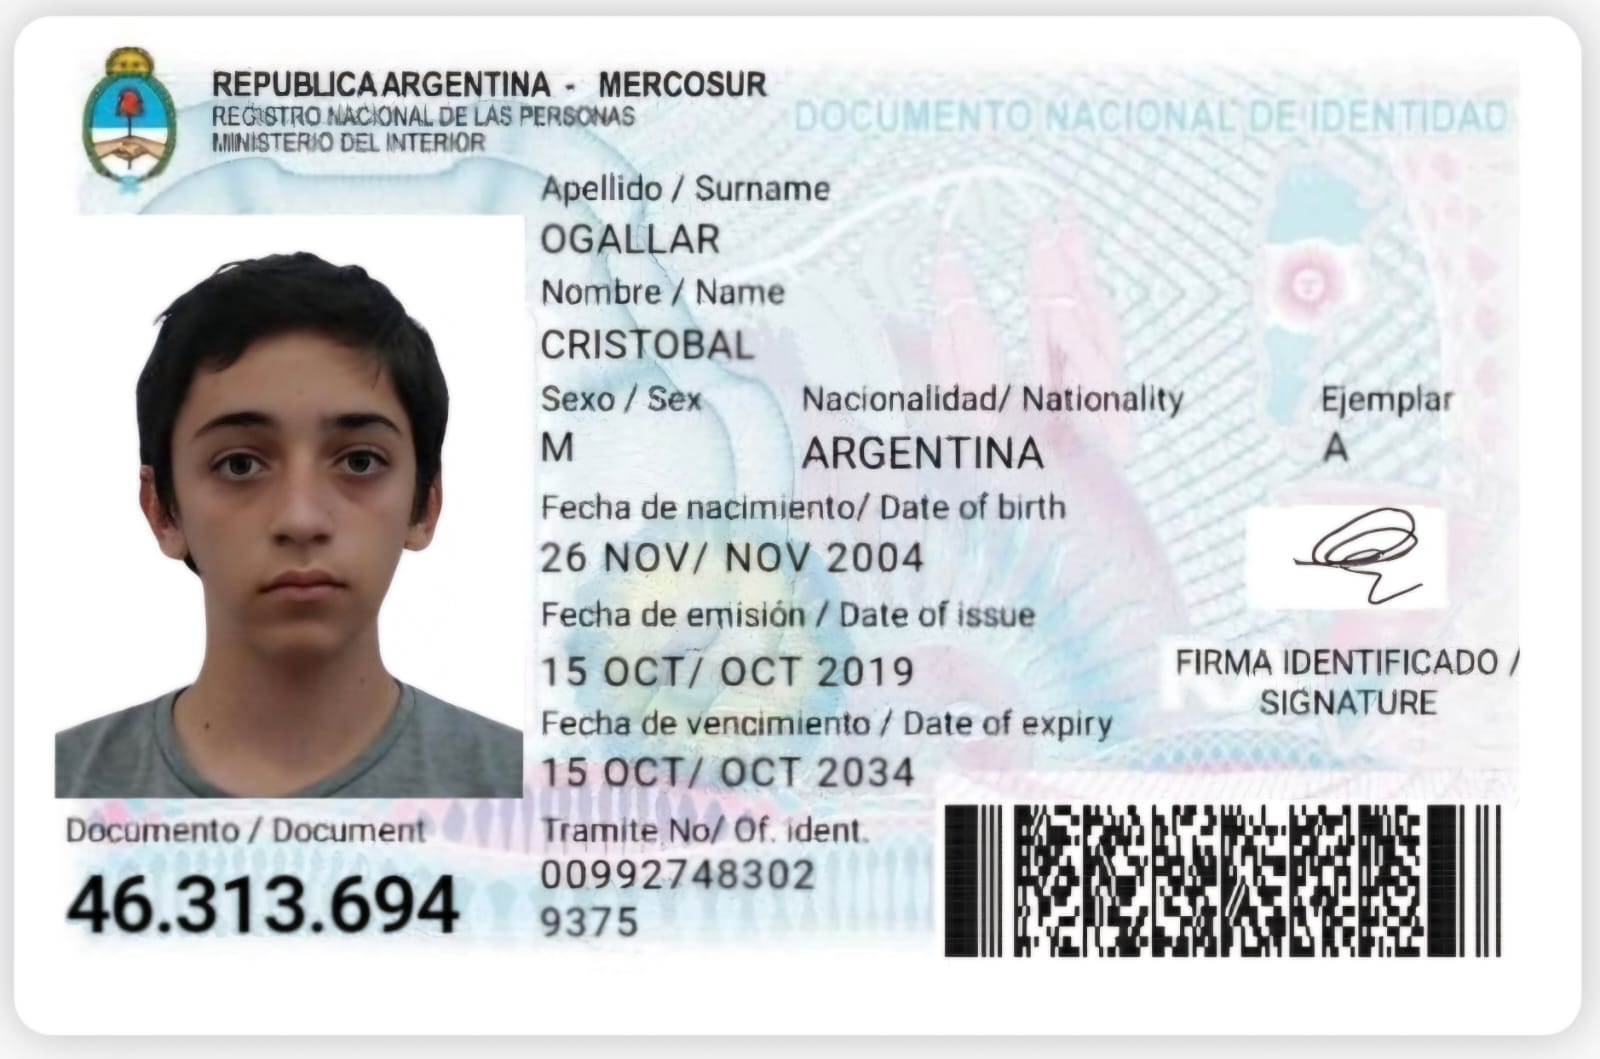 REPUBLICA ARGENTINA - MERCOSUR
REGISTRO NACIONAL DE LAS PERSONAS
MINISTERIO DEL INTERIOR
DOCUMENTO NACIONAL DE IDENTIDAD
Apellido / Surname
OGALLAR
Nombre / Name
CRISTOBAL
Sexo / Sex Nacionalidad/ Nationality Ejemplar
M ARGENTINA A
Fecha de nacimiento/ Date of birth
26 NOV/ NOV 2004
Fecha de emisión / Date of issue
15 OCT/ OCT 2019
Fecha de vencimiento / Date of expiry
15 OCT/ OCT 2034
FIRMA IDENTIFICADO /
SIGNATURE
Documento / Document
46.313.694
Tramite No/ Of. ident.
00992748302
9375